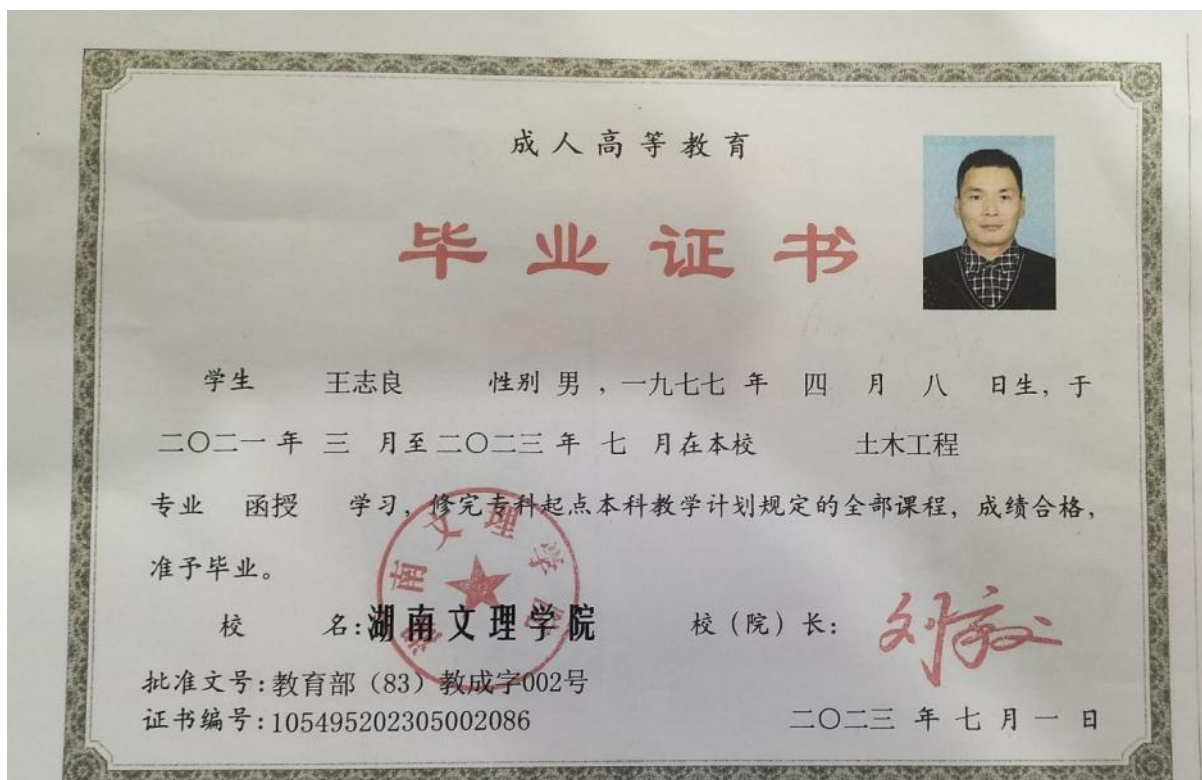 成人高等教育
毕业证书
学生 王志良 性别 男 ，一九七七 年 四 月 八 日生，于
二〇二一 年 三 月至 二〇二三 年 七 月在本校 土木工程
专业 函授 学习，修完专科起点本科教学计划规定的全部课程，成绩合格，
准予毕业。
湖南文理学院
校 名：湖南文理学院 校（院）长：
批准文号：教育部（83）教成字002号
证书编号：105495202305002086 二〇二三 年 七 月 一 日